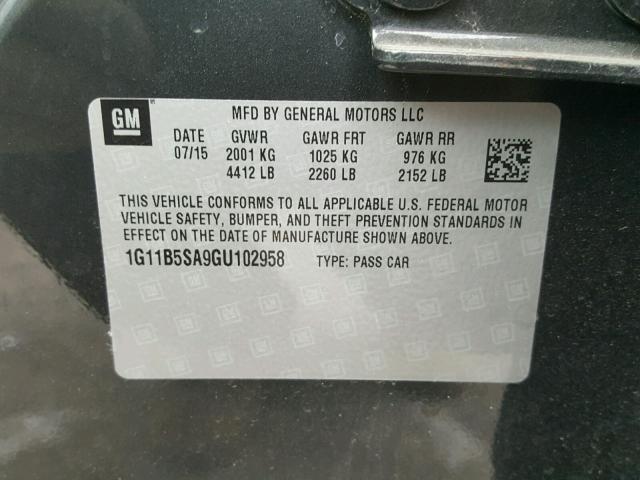 GM MFD BY GENERAL MOTORS LLC
DATE GVWR GAWR FRT GAWR RR
07/15 2001 KG 1025 KG 976 KG
4412 LB 2260 LB 2152 LB
THIS VEHICLE CONFORMS TO ALL APPLICABLE U.S. FEDERAL MOTOR
VEHICLE SAFETY, BUMPER, AND THEFT PREVENTION STANDARDS IN
EFFECT ON THE DATE OF MANUFACTURE SHOWN ABOVE.
1G11B5SA9GU102958 TYPE: PASS CAR